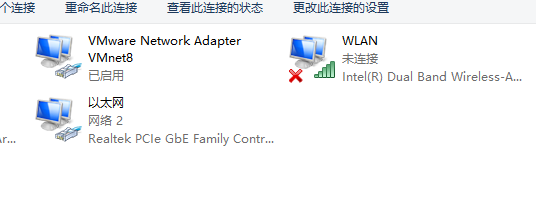 个连接 重命名此连接 查看此连接的状态 更改此连接的设置
VMware Network Adapter
VMnet8
已启用
WLAN
未连接
Intel(R) Dual Band Wireless-A...
以太网
网络 2
Ar... Realtek PCIe GbE Family Contr...